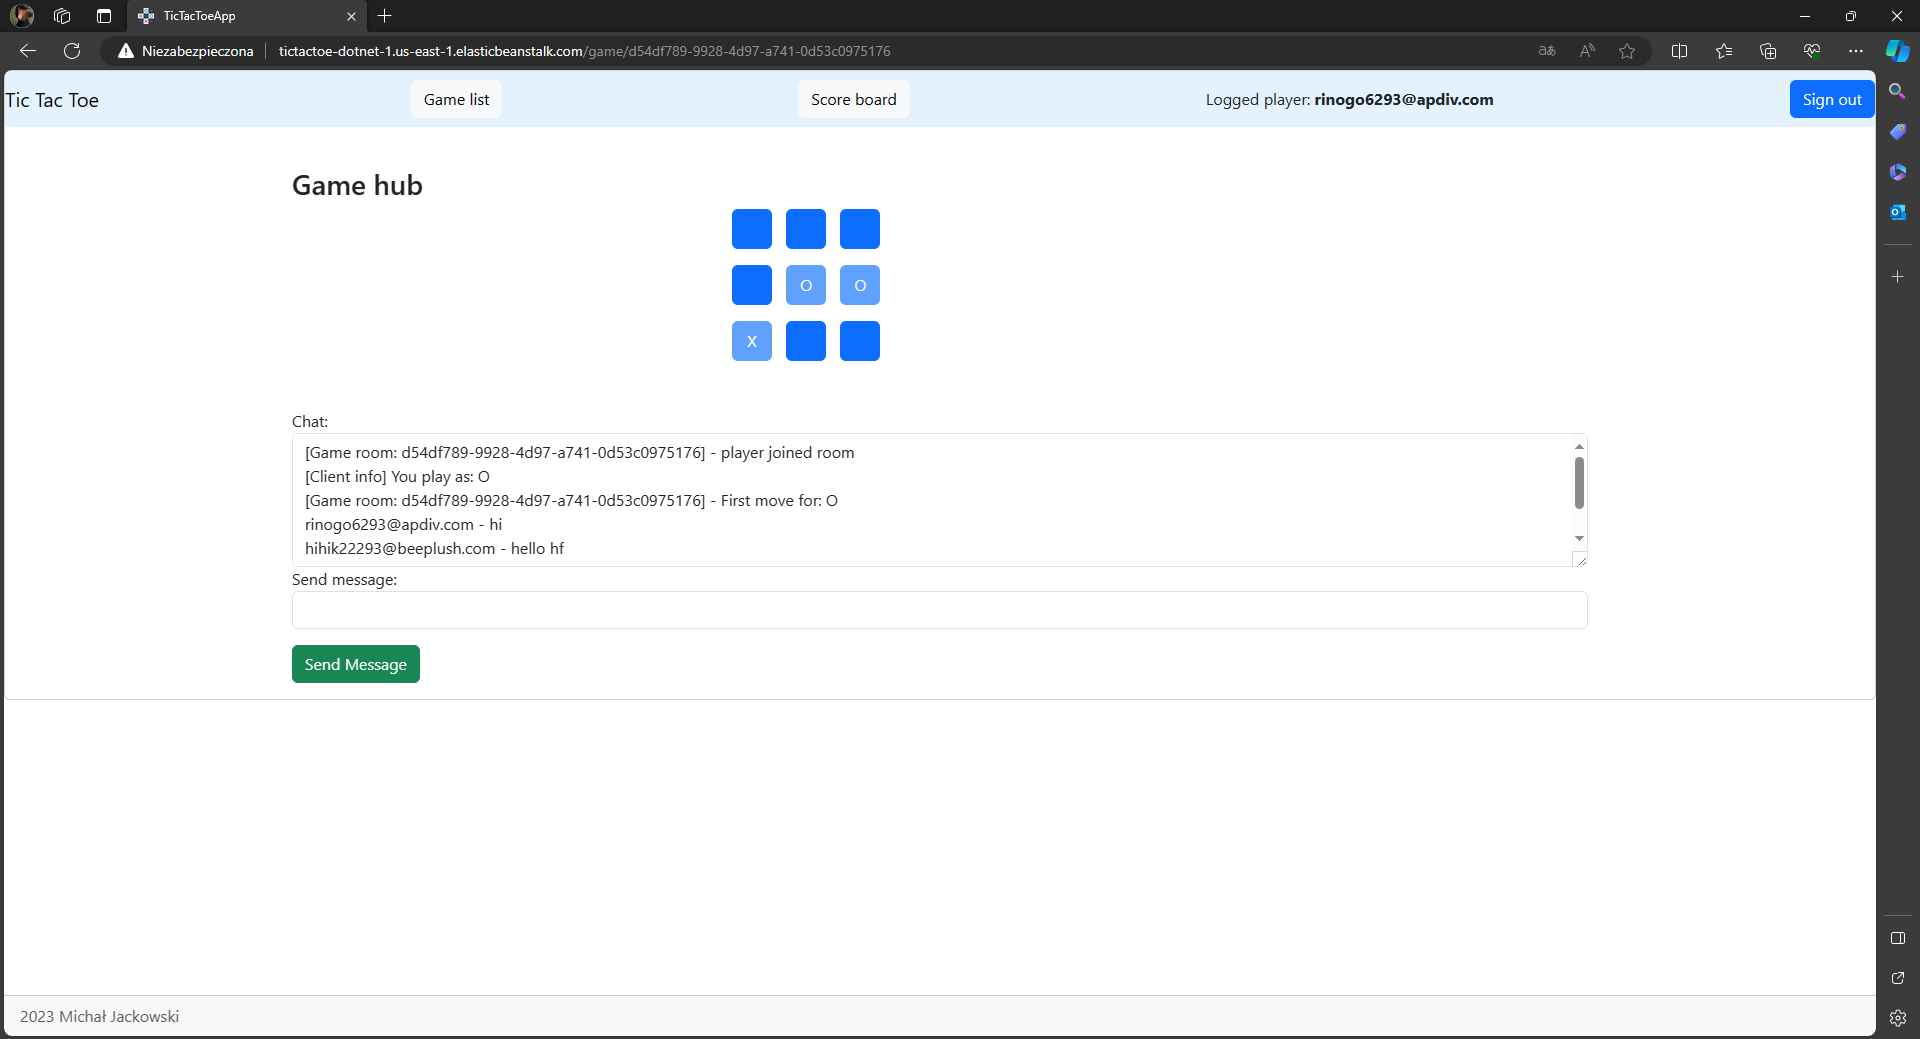 TicTacToeApp
Niezabezpieczona tictactoe-dotnet-1.us-east-1.elasticbeanstalk.com/game/d54df789-9928-4d97-a741-0d53c0975176
Tic Tac Toe
Game list
Score board
Logged player: rinogo6293@apdiv.com
Sign out
Game hub
O O
X
Chat:
[Game room: d54df789-9928-4d97-a741-0d53c0975176] - player joined room
[Client info] You play as: O
[Game room: d54df789-9928-4d97-a741-0d53c0975176] - First move for: O
rinogo6293@apdiv.com - hi
hihik22293@beeplush.com - hello hf
Send message:
Send Message
2023 Michał Jackowski